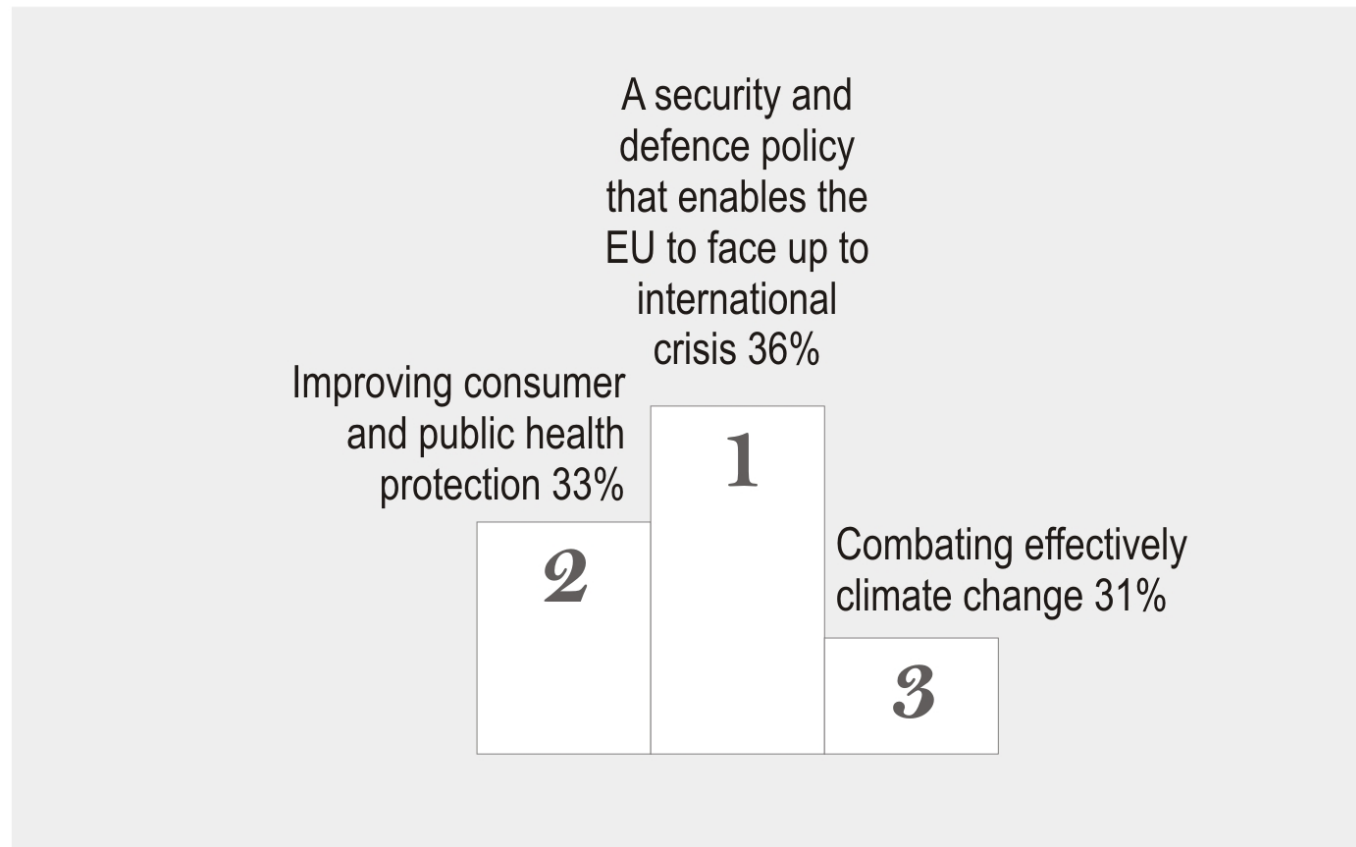 A security and
defence policy
that enables the
EU to face up to
international
crisis 36%
Improving consumer
and public health
protection 33%
1
2
Combating effectively
climate change 31%
3